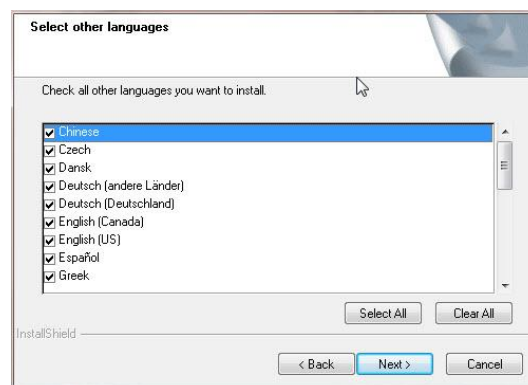 Select other languages
Check all other languages you want to install.
Chinese
Czech
Dansk
Deutsch (andere Länder)
Deutsch (Deutschland)
English (Canada)
English (US)
Español
Greek
Select All
Clear All
InstallShield
< Back
Next >
Cancel